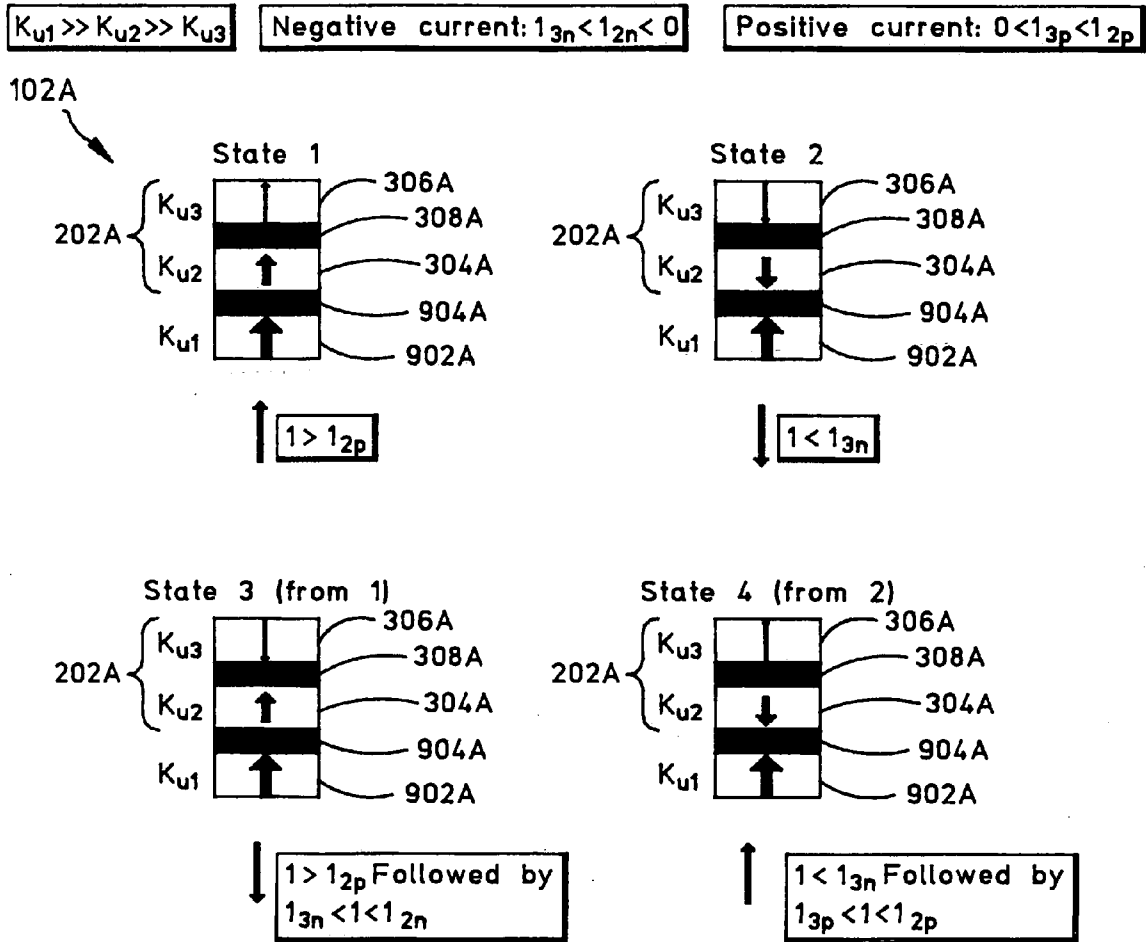 Ku1 >> Ku2 >> Ku3
Negative current: 13n < 12n < 0
Positive current: 0 < 13p < 12p
102A
State 1
Ku3
306A
308A
202A
Ku2
304A
904A
Ku1
902A
1 > 12p
State 2
Ku3
306A
308A
202A
Ku2
304A
904A
Ku1
902A
1 < 13n
State 3 (from 1)
Ku3
306A
308A
202A
Ku2
304A
904A
Ku1
902A
1 > 12p Followed by
13n < 1 < 12n
State 4 (from 2)
Ku3
306A
308A
202A
Ku2
304A
904A
Ku1
902A
1 < 13n Followed by
13p < 1 < 12p